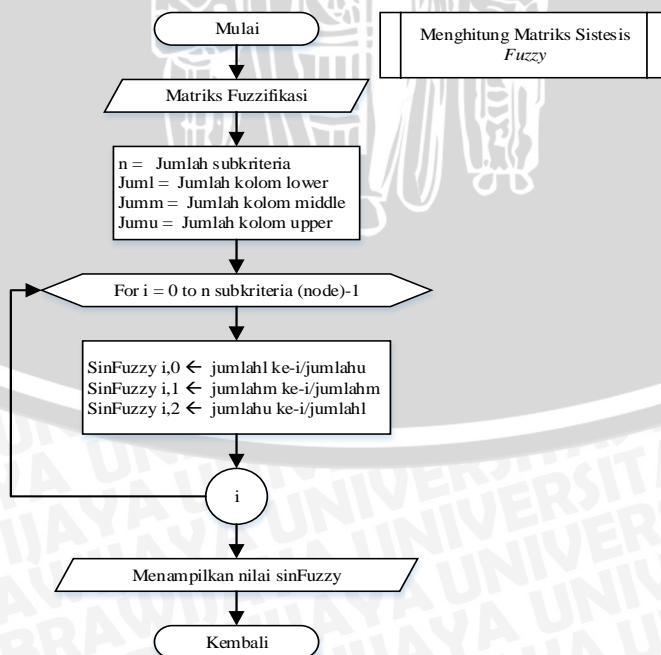 Mulai
Menghitung Matriks Sistesis
Fuzzy
Matriks Fuzzifikasi
n = Jumlah subkriteria
Juml = Jumlah kolom lower
Jumm = Jumlah kolom middle
Jumu = Jumlah kolom upper
For i = 0 to n subkriteria (node)-1
SinFuzzy i,0 ← jumlahl ke-i/jumlahu
SinFuzzy i,1 ← jumlahm ke-i/jumlahm
SinFuzzy i,2 ← jumlahu ke-i/jumlahl
i
Menampilkan nilai sinFuzzy
Kembali